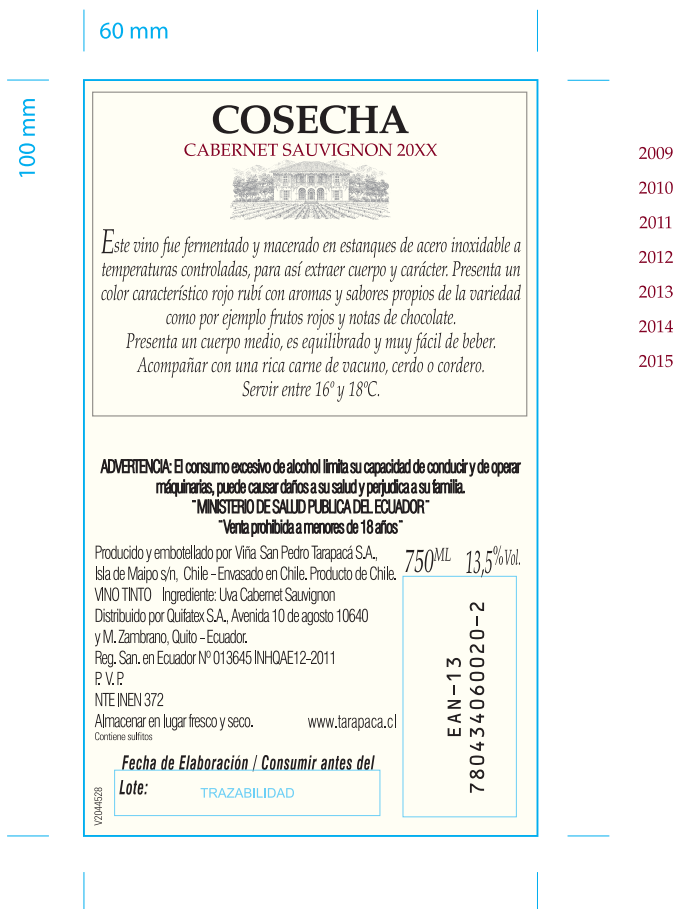 60 mm
100 mm
COSECHA
CABERNET SAUVIGNON 20XX
Este vino fue fermentado y macerado en estanques de acero inoxidable a
temperaturas controladas, para así extraer cuerpo y carácter. Presenta un
color característico rojo rubí con aromas y sabores propios de la variedad
como por ejemplo frutos rojos y notas de chocolate.
Presenta un cuerpo medio, es equilibrado y muy fácil de beber.
Acompañar con una rica carne de vacuno, cerdo o cordero.
Servir entre 16º y 18ºC.
ADVERTENCIA: El consumo excesivo de alcohol limita su capacidad de conducir y de operar
máquinarias, puede causar daños a su salud y perjudica a su familia.
¨MINISTERIO DE SALUD PUBLICA DEL ECUADOR¨
¨Venta prohibida a menores de 18 años¨
Producido y embotellado por Viña San Pedro Tarapacá S.A.,
Isla de Maipo s/n, Chile – Envasado en Chile. Producto de Chile.
VINO TINTO Ingrediente: Uva Cabernet Sauvignon
Distribuido por Quifatex S.A., Avenida 10 de agosto 10640
y M. Zambrano, Quito – Ecuador.
Reg. San. en Ecuador Nº 013645 INHQAE12-2011
P. V. P.
NTE INEN 372
Almacenar en lugar fresco y seco. www.tarapaca.cl
Contiene sulfitos
Fecha de Elaboración / Consumir antes del
Lote: TRAZABILIDAD
V2044528
750ML 13,5%Vol.
EAN-13
780434060020-2
2009
2010
2011
2012
2013
2014
2015